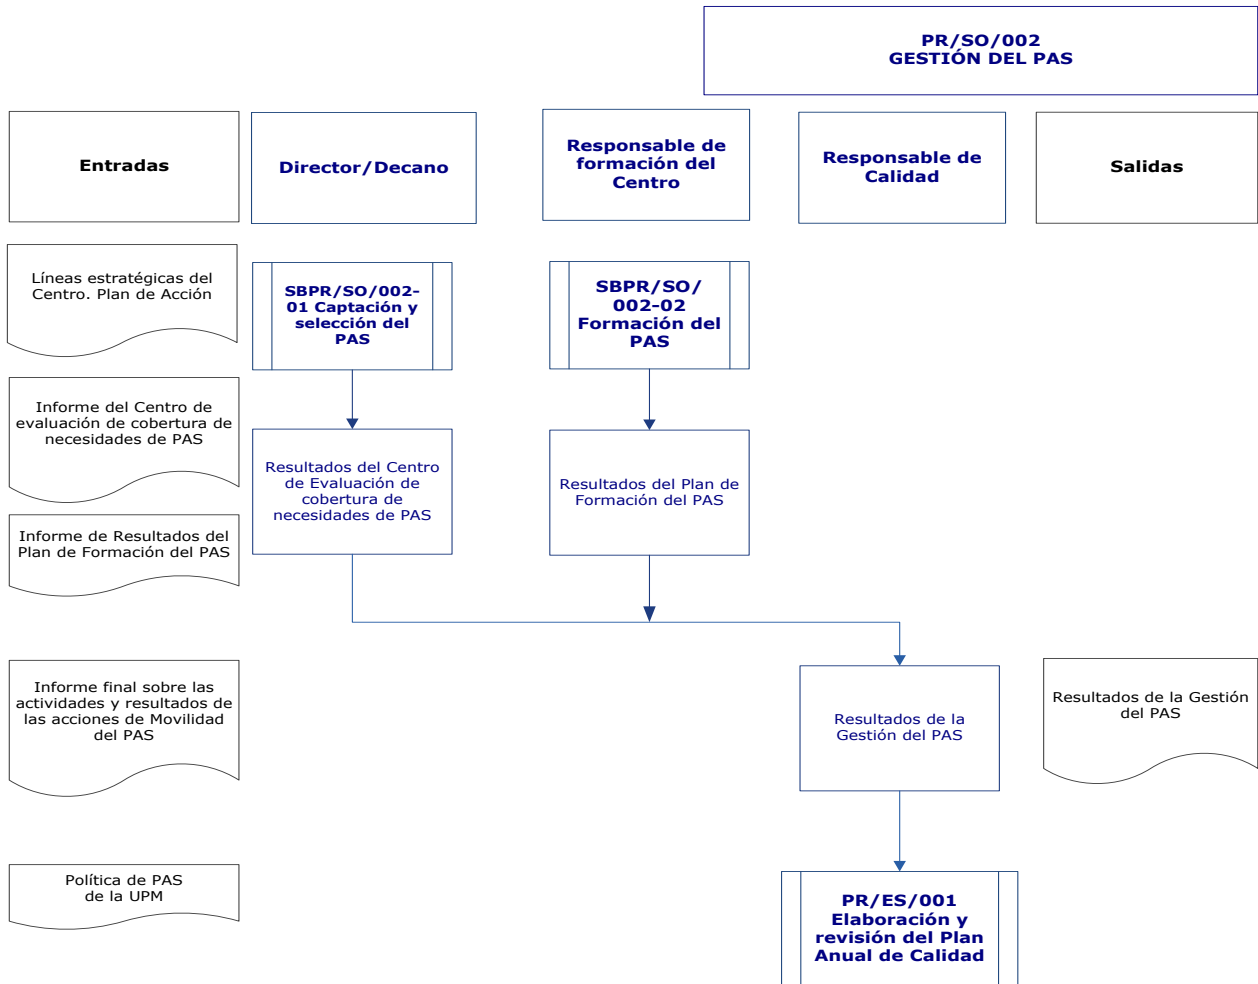 PR/SO/002
GESTIÓN DEL PAS
Entradas
Director/Decano
Responsable de
formación del
Centro
Responsable de
Calidad
Salidas
Líneas estratégicas del
Centro. Plan de Acción
SBPR/SO/002-
01 Captación y
selección del
PAS
SBPR/SO/
002-02
Formación del
PAS
Informe del Centro de
evaluación de cobertura de
necesidades de PAS
Resultados del Centro
de Evaluación de
cobertura de
necesidades de PAS
Resultados del Plan de
Formación del PAS
Informe de Resultados del
Plan de Formación del PAS
Informe final sobre las
actividades y resultados de
las acciones de Movilidad
del PAS
Resultados de la
Gestión del PAS
Resultados de la Gestión
del PAS
Política de PAS
de la UPM
PR/ES/001
Elaboración y
revisión del Plan
Anual de Calidad